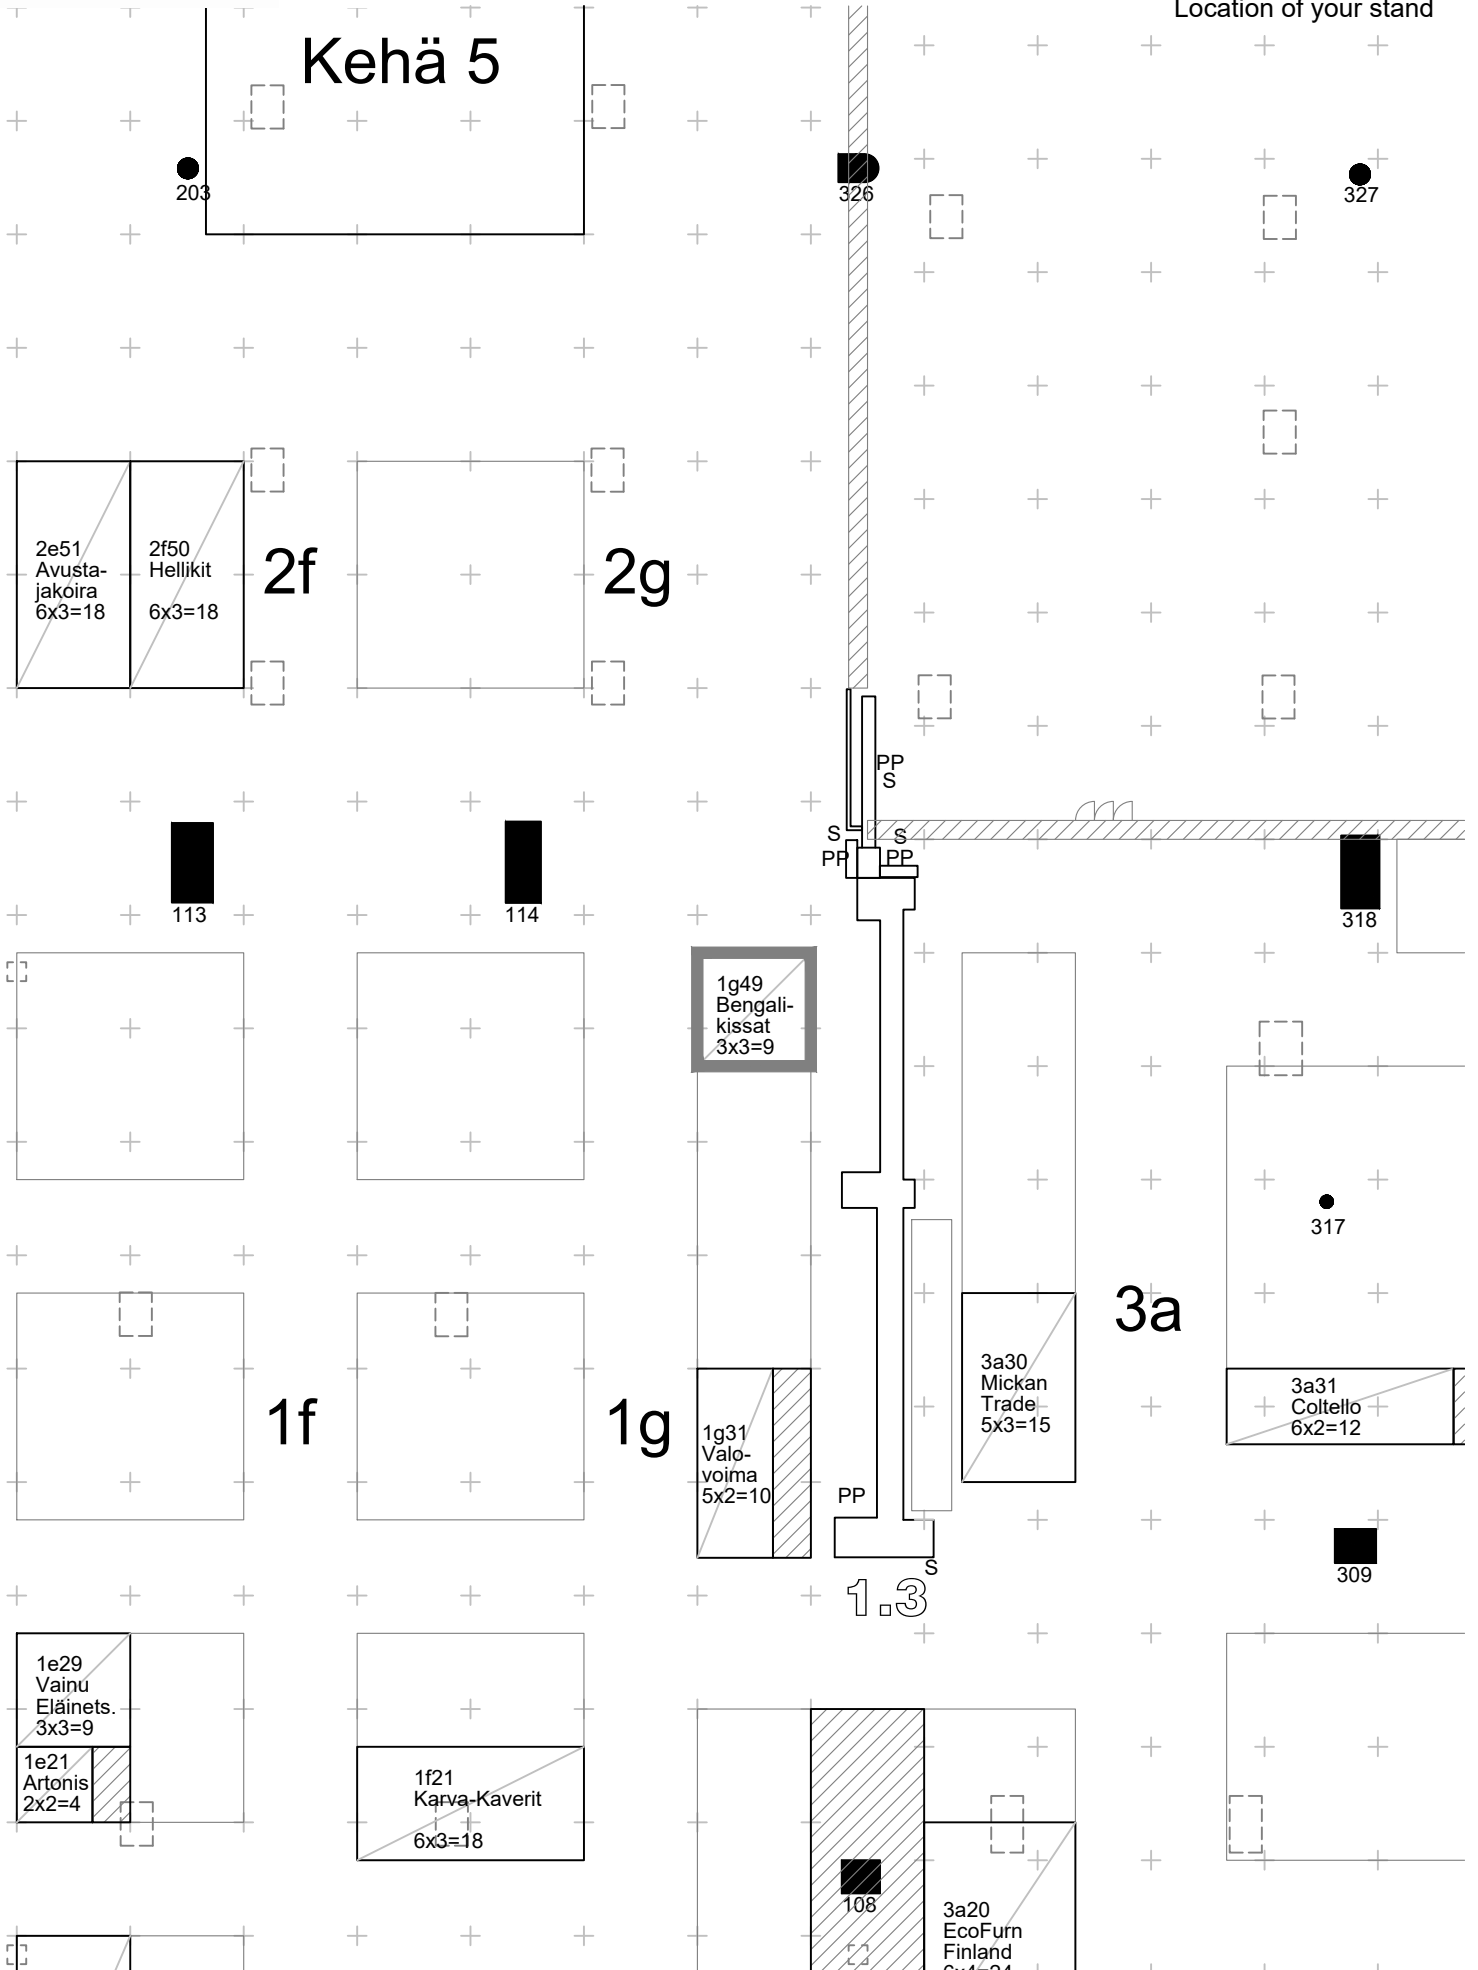 Location of your stand
Kehä 5
203
326
327
2e51
Avusta-
jakoira
6x3=18
2f50
Hellikit
6x3=18
2f
2g
PP
S
S
S
PP
PP
113
114
318
1g49
Bengali-
kissat
3x3=9
317
3a
3a30
Mickan
Trade
5x3=15
3a31
Coltello
6x2=12
1f
1g
1g31
Valo-
voima
5x2=10
PP
S
1.3
309
1e29
Vainu
Eläinets.
3x3=9
1e21
Artonis
2x2=4
1f21
Karva-Kaverit
6x3=18
108
3a20
EcoFurn
Finland
6x4=24